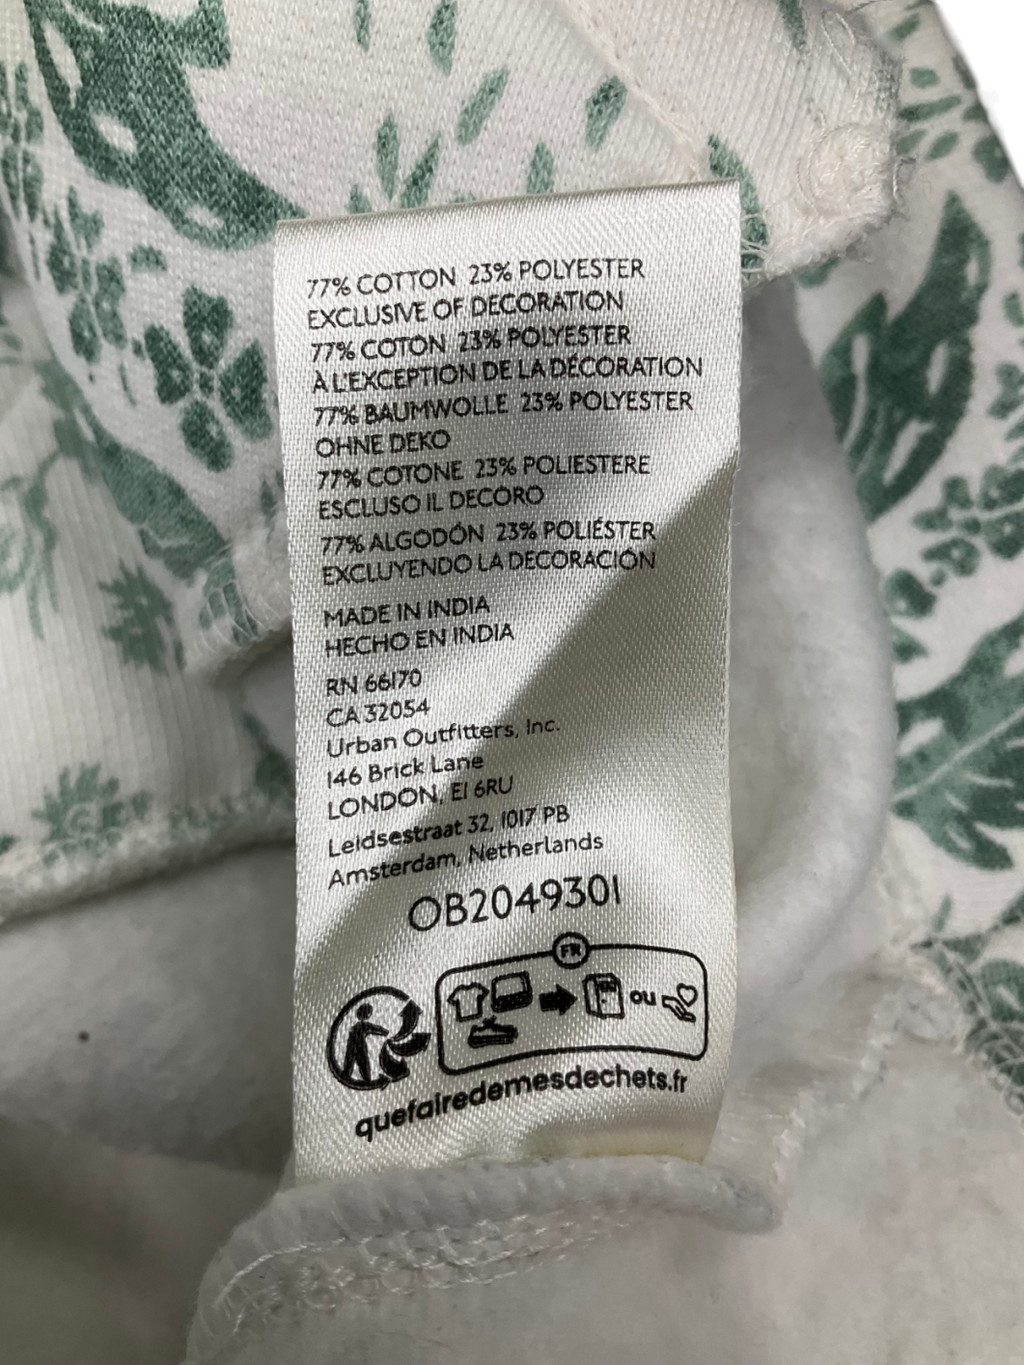 77% COTTON 23% POLYESTER
EXCLUSIVE OF DECORATION
77% COTON 23% POLYESTER
À L'EXCEPTION DE LA DÉCORATION
77% BAUMWOLLE 23% POLYESTER
OHNE DEKO
77% COTONE 23% POLIESTERE
ESCLUSO IL DECORO
77% ALGODÓN 23% POLIÉSTER
EXCLUYENDO LA DECORACIÓN
MADE IN INDIA
HECHO EN INDIA
RN 66170
CA 32054
Urban Outfitters, Inc.
146 Brick Lane
LONDON, E1 6RU
Leidsestraat 32, 1017 PB
Amsterdam, Netherlands
OB2049301
FR
ou
quefairedemesdechets.fr